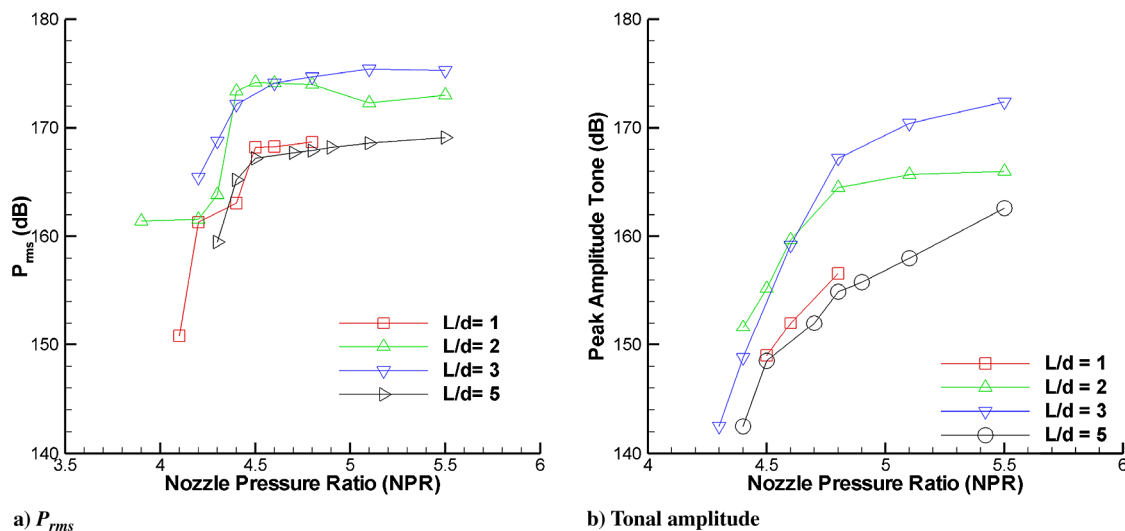 180
170
160
150
140
P_rms (dB)
L/d= 1
L/d= 2
L/d= 3
L/d= 5
3.5 4 4.5 5 5.5 6
Nozzle Pressure Ratio (NPR)
a) P_rms
180
170
160
150
140
Peak Amplitude Tone (dB)
L/d = 1
L/d = 2
L/d = 3
L/d = 5
4 4.5 5 5.5 6
Nozzle Pressure Ratio (NPR)
b) Tonal amplitude